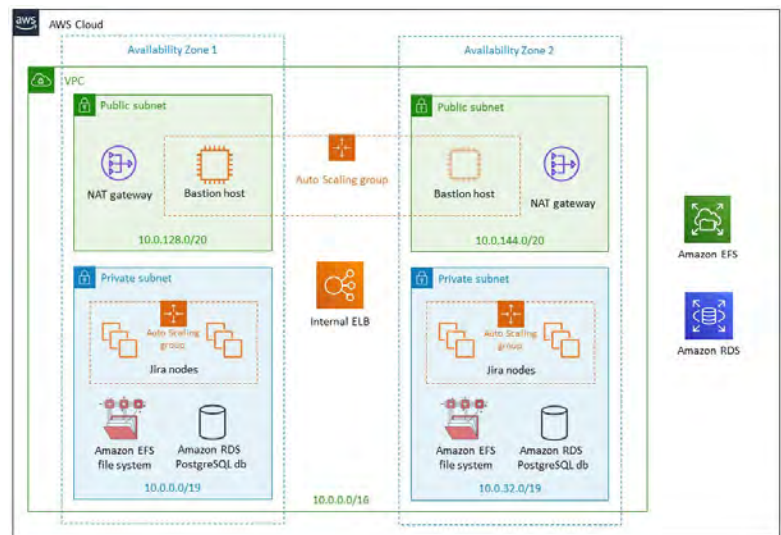 aws
AWS Cloud
Availability Zone 1
Availability Zone 2
VPC
Public subnet
Public subnet
NAT gateway
Bastion host
Auto Scaling group
Bastion host
NAT gateway
10.0.128.0/20
10.0.144.0/20
Amazon EFS
Private subnet
Private subnet
Internal ELB
Auto Scaling
group
Jira nodes
Auto Scaling
group
Jira nodes
Amazon RDS
Amazon EFS
file system
Amazon RDS
PostgreSQL db
Amazon EFS
file system
Amazon RDS
PostgreSQL db
10.0.0.0/19
10.0.0.0/16
10.0.32.0/19